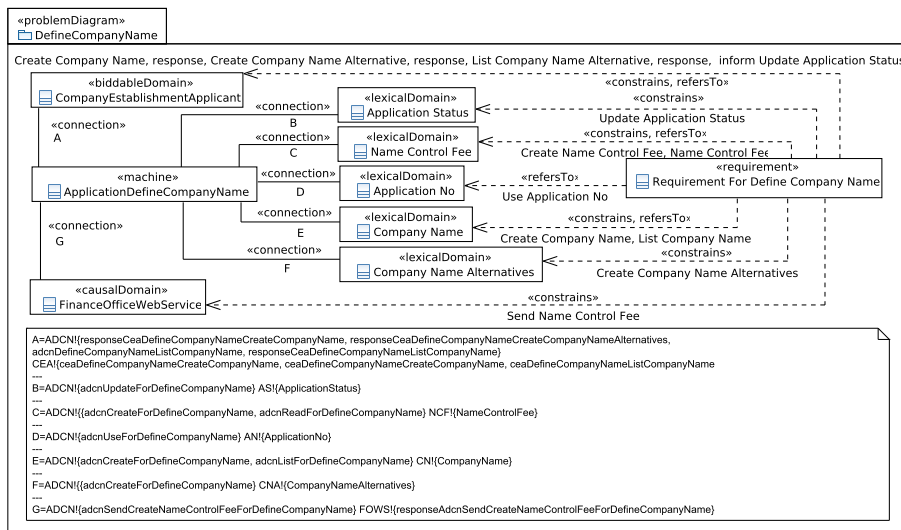 «problemDiagram»
DefineCompanyName
Create Company Name, response, Create Company Name Alternative, response, List Company Name Alternative, response,  inform Update Application Status
«biddableDomain»
CompanyEstablishmentApplicant
«constrains, refersTo»
«connection»
A
«connection»
B
«lexicalDomain»
Application Status
«constrains»
Update Application Status
«connection»
C
«lexicalDomain»
Name Control Fee
«constrains, refersTo»
Create Name Control Fee, Name Control Fee
«machine»
ApplicationDefineCompanyName
«connection»
D
«lexicalDomain»
Application No
«refersTo»
Use Application No
«requirement»
Requirement For Define Company Name
«connection»
E
«lexicalDomain»
Company Name
«constrains, refersTo»
Create Company Name, List Company Name
«connection»
G
«connection»
F
«lexicalDomain»
Company Name Alternatives
«constrains»
Create Company Name Alternatives
«causalDomain»
FinanceOfficeWebService
«constrains»
Send Name Control Fee
A=ADCN!{responseCeaDefineCompanyNameCreateCompanyName, responseCeaDefineCompanyNameCreateCompanyNameAlternatives,
adcnDefineCompanyNameListCompanyName, responseCeaDefineCompanyNameListCompanyName}
CEA!{ceaDefineCompanyNameCreateCompanyName, ceaDefineCompanyNameCreateCompanyName, ceaDefineCompanyNameListCompanyName
---
B=ADCN!{adcnUpdateForDefineCompanyName} AS!{ApplicationStatus}
---
C=ADCN!{{adcnCreateForDefineCompanyName, adcnReadForDefineCompanyName} NCF!{NameControlFee}
---
D=ADCN!{adcnUseForDefineCompanyName} AN!{ApplicationNo}
---
E=ADCN!{adcnCreateForDefineCompanyName, adcnListForDefineCompanyName} CN!{CompanyName}
---
F=ADCN!{{adcnCreateForDefineCompanyName} CNA!{CompanyNameAlternatives}
---
G=ADCN!{adcnSendCreateNameControlFeeForDefineCompanyName} FOWS!{responseAdcnSendCreateNameControlFeeForDefineCompanyName}